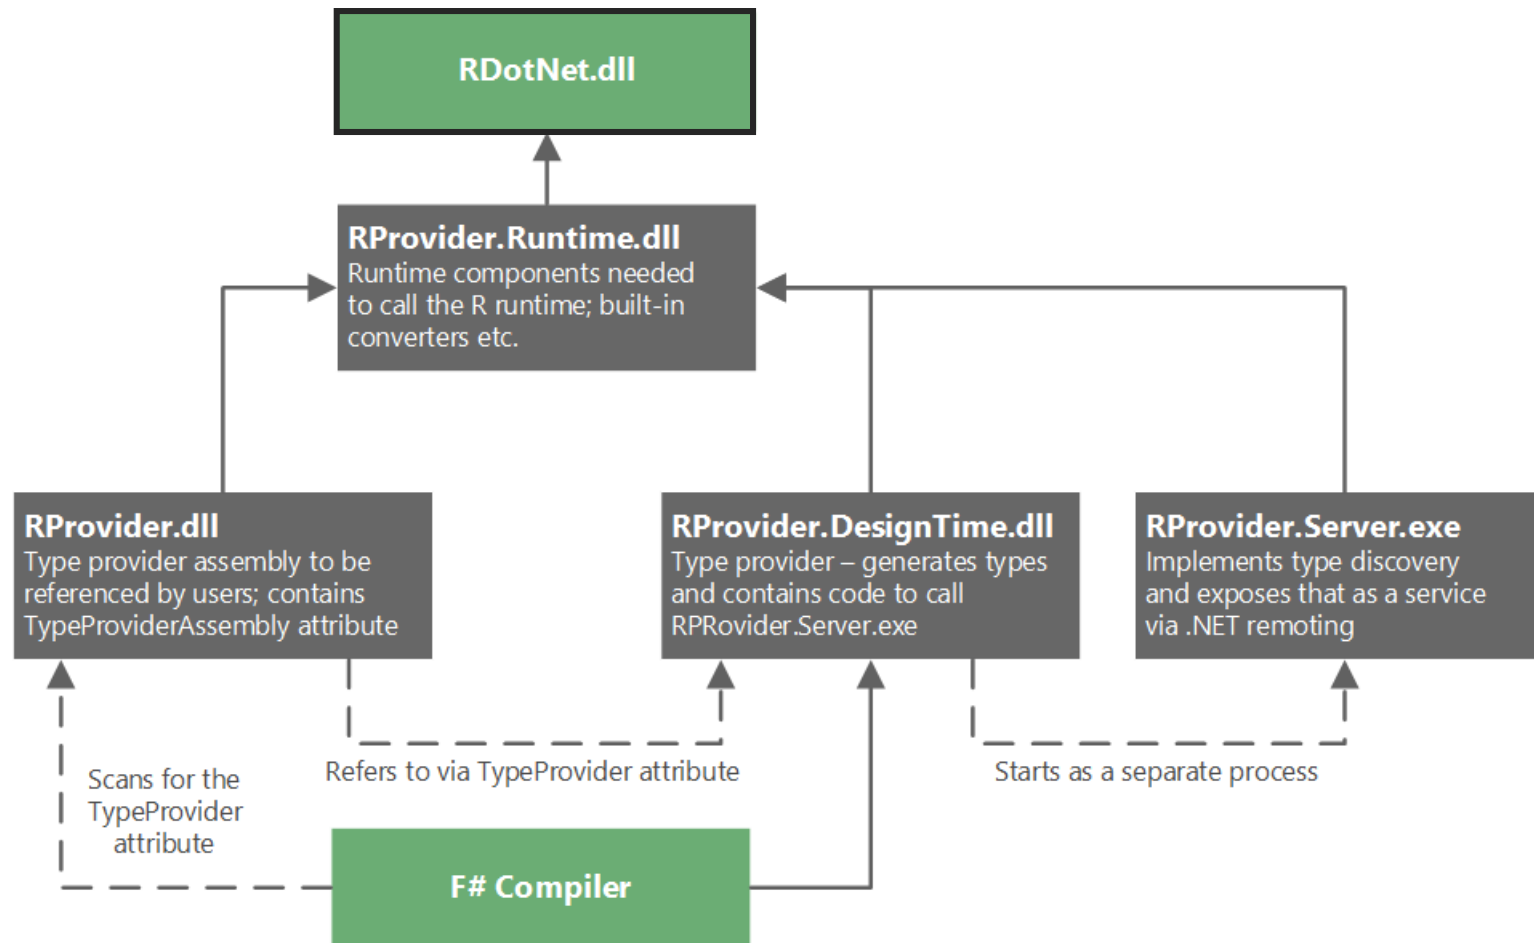 RDotNet.dll
RProvider.Runtime.dll
Runtime components needed
to call the R runtime; built-in
converters etc.
RProvider.dll
Type provider assembly to be
referenced by users; contains
TypeProviderAssembly attribute
RProvider.DesignTime.dll
Type provider – generates types
and contains code to call
RPRovider.Server.exe
RProvider.Server.exe
Implements type discovery
and exposes that as a service
via .NET remoting
Scans for the
TypeProvider
attribute
Refers to via TypeProvider attribute
Starts as a separate process
F# Compiler